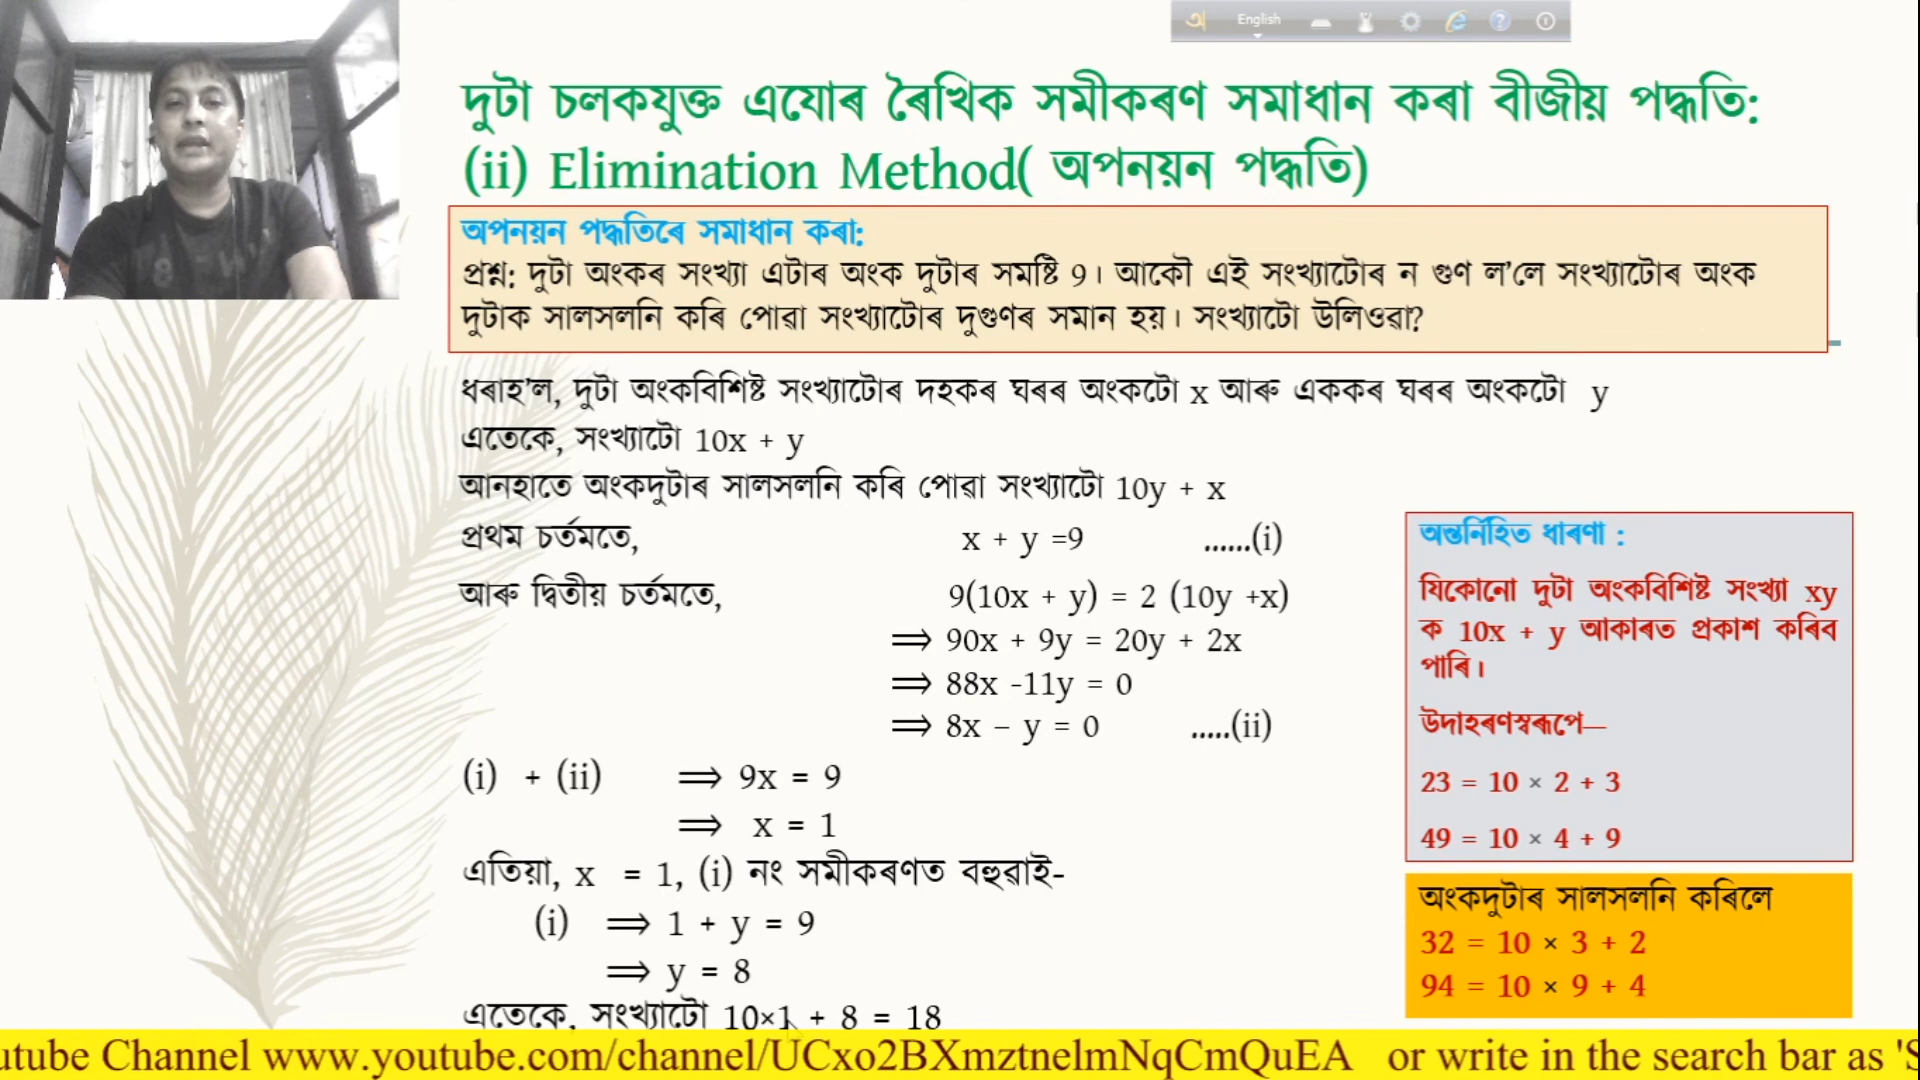 অ English
দুটা চলকযুক্ত এযোৰ ৰৈখিক সমীকৰণ সমাধান কৰা বীজীয় পদ্ধতি:
(ii) Elimination Method( অপনয়ন পদ্ধতি)
অপনয়ন পদ্ধতিৰে সমাধান কৰা:
প্ৰশ্ন: দুটা অংকৰ সংখ্যা এটাৰ অংক দুটাৰ সমষ্টি 9। আকৌ এই সংখ্যাটোৰ ন গুণ ল'লে সংখ্যাটোৰ অংক
দুটাক সালসলনি কৰি পোৱা সংখ্যাটোৰ দুগুণৰ সমান হয়। সংখ্যাটো উলিওৱা?
ধৰাহ'ল, দুটা অংকবিশিষ্ট সংখ্যাটোৰ দহকৰ ঘৰৰ অংকটো x আৰু এককৰ ঘৰৰ অংকটো y
এতেকে, সংখ্যাটো 10x + y
আনহাতে অংকদুটাৰ সালসলনি কৰি পোৱা সংখ্যাটো 10y + x
প্ৰথম চৰ্তমতে, x + y =9 ......(i)
আৰু দ্বিতীয় চৰ্তমতে, 9(10x + y) = 2 (10y +x)
⟹ 90x + 9y = 20y + 2x
⟹ 88x -11y = 0
⟹ 8x – y = 0 .....(ii)
(i) + (ii) ⟹ 9x = 9
⟹ x = 1
এতিয়া, x = 1, (i) নং সমীকৰণত বহুৱাই-
(i) ⟹ 1 + y = 9
⟹ y = 8
এতেকে, সংখ্যাটো 10×1 + 8 = 18
অন্তৰ্নিহিত ধাৰণা :
যিকোনো দুটা অংকবিশিষ্ট সংখ্যা xy
ক 10x + y আকাৰত প্ৰকাশ কৰিব
পাৰি।
উদাহৰণস্বৰূপে—
23 = 10 × 2 + 3
49 = 10 × 4 + 9
অংকদুটাৰ সালসলনি কৰিলে
32 = 10 × 3 + 2
94 = 10 × 9 + 4
utube Channel www.youtube.com/channel/UCxo2BXmztnelmNqCmQuEA or write in the search bar as 'S